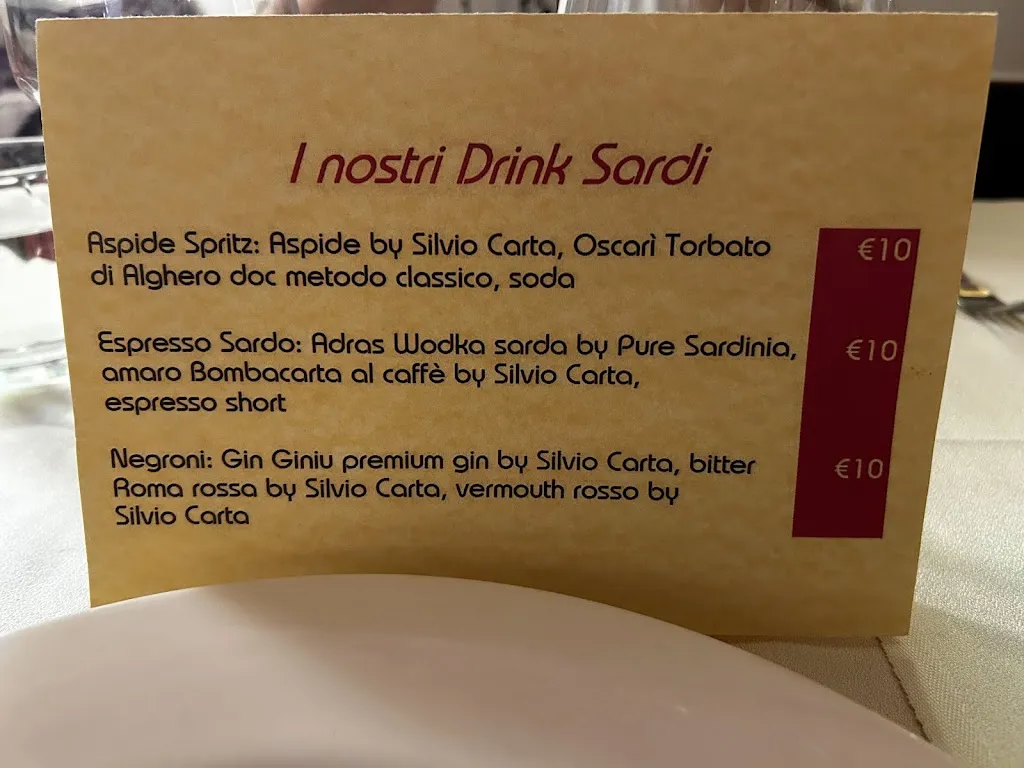 I nostri Drink Sardi
Aspide Spritz: Aspide by Silvio Carta, Oscarì Torbato €10
di Alghero doc metodo classico, soda
Espresso Sardo: Adras Wodka sarda by Pure Sardinia, €10
amaro Bombacarta al caffè by Silvio Carta,
espresso short
Negroni: Gin Giniu premium gin by Silvio Carta, bitter €10
Roma rossa by Silvio Carta, vermouth rosso by
Silvio Carta